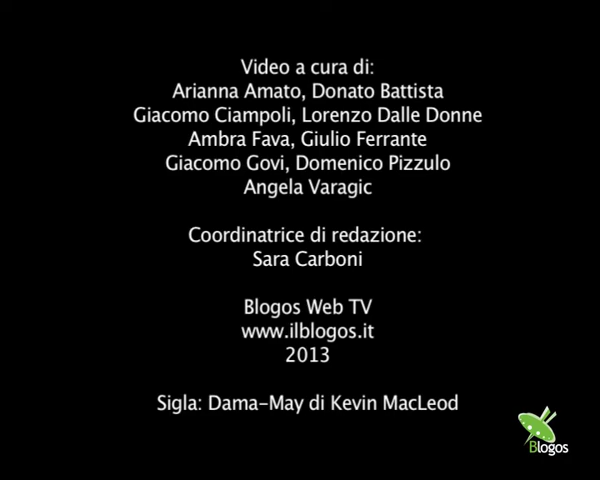 Video a cura di:
Arianna Amato, Donato Battista
Giacomo Ciampoli, Lorenzo Dalle Donne
Ambra Fava, Giulio Ferrante
Giacomo Govi, Domenico Pizzulo
Angela Varagic
Coordinatrice di redazione:
Sara Carboni
Blogos Web TV
www.ilblogos.it
2013
Sigla: Dama-May di Kevin MacLeod
Blogos